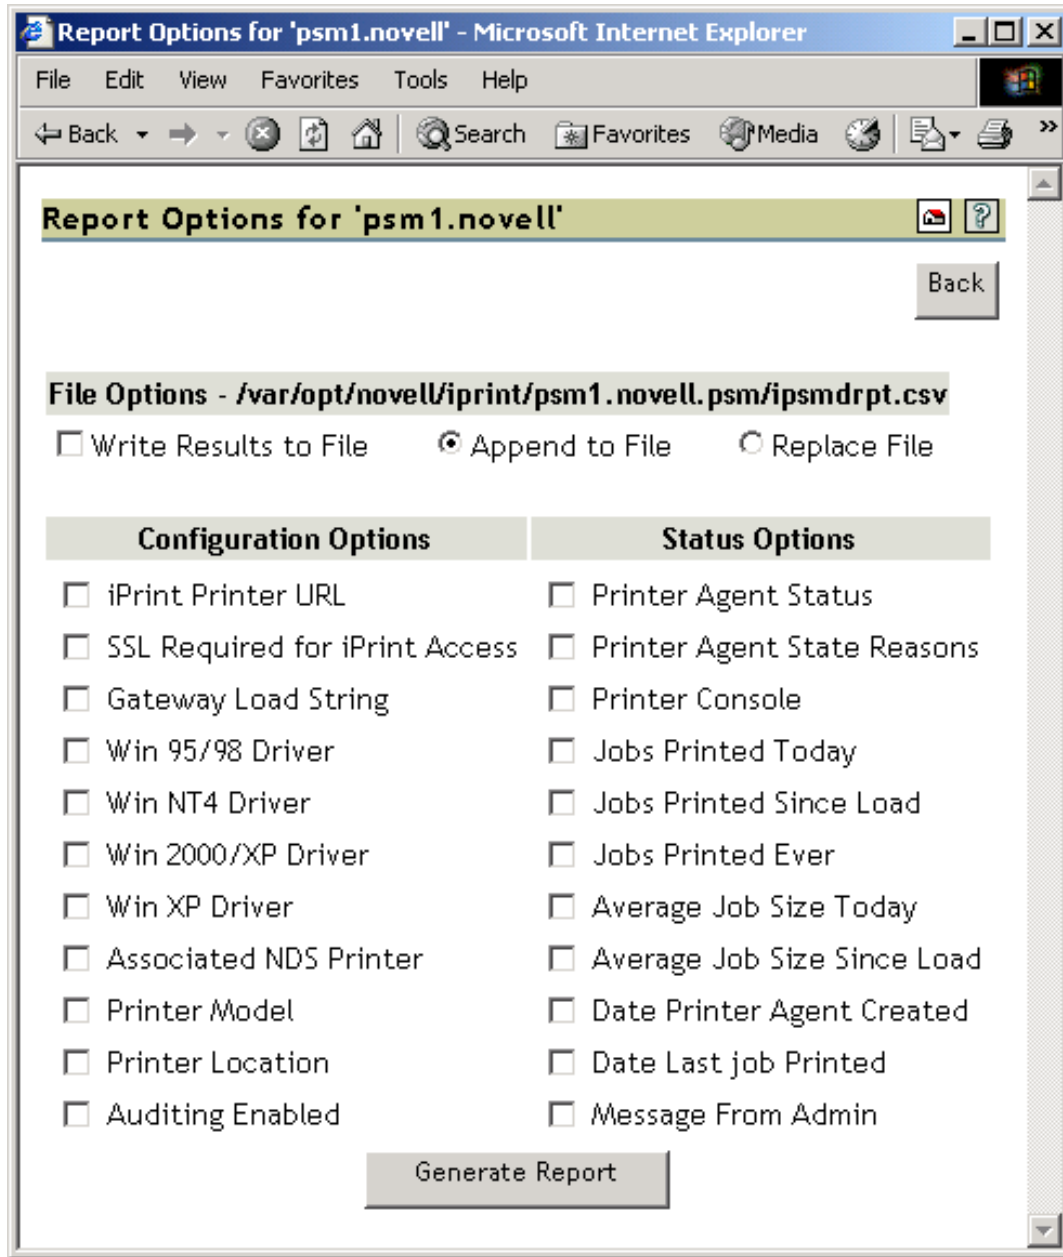 Report Options for 'psm1.novell' - Microsoft Internet Explorer
File Edit View Favorites Tools Help
Back Search Favorites Media »
Report Options for 'psm1.novell' ?
Back
File Options - /var/opt/novell/iprint/psm1.novell.psm/ipsmdrpt.csv
Write Results to File Append to File Replace File
Configuration Options Status Options
iPrint Printer URL Printer Agent Status
SSL Required for iPrint Access Printer Agent State Reasons
Gateway Load String Printer Console
Win 95/98 Driver Jobs Printed Today
Win NT4 Driver Jobs Printed Since Load
Win 2000/XP Driver Jobs Printed Ever
Win XP Driver Average Job Size Today
Associated NDS Printer Average Job Size Since Load
Printer Model Date Printer Agent Created
Printer Location Date Last job Printed
Auditing Enabled Message From Admin
Generate Report